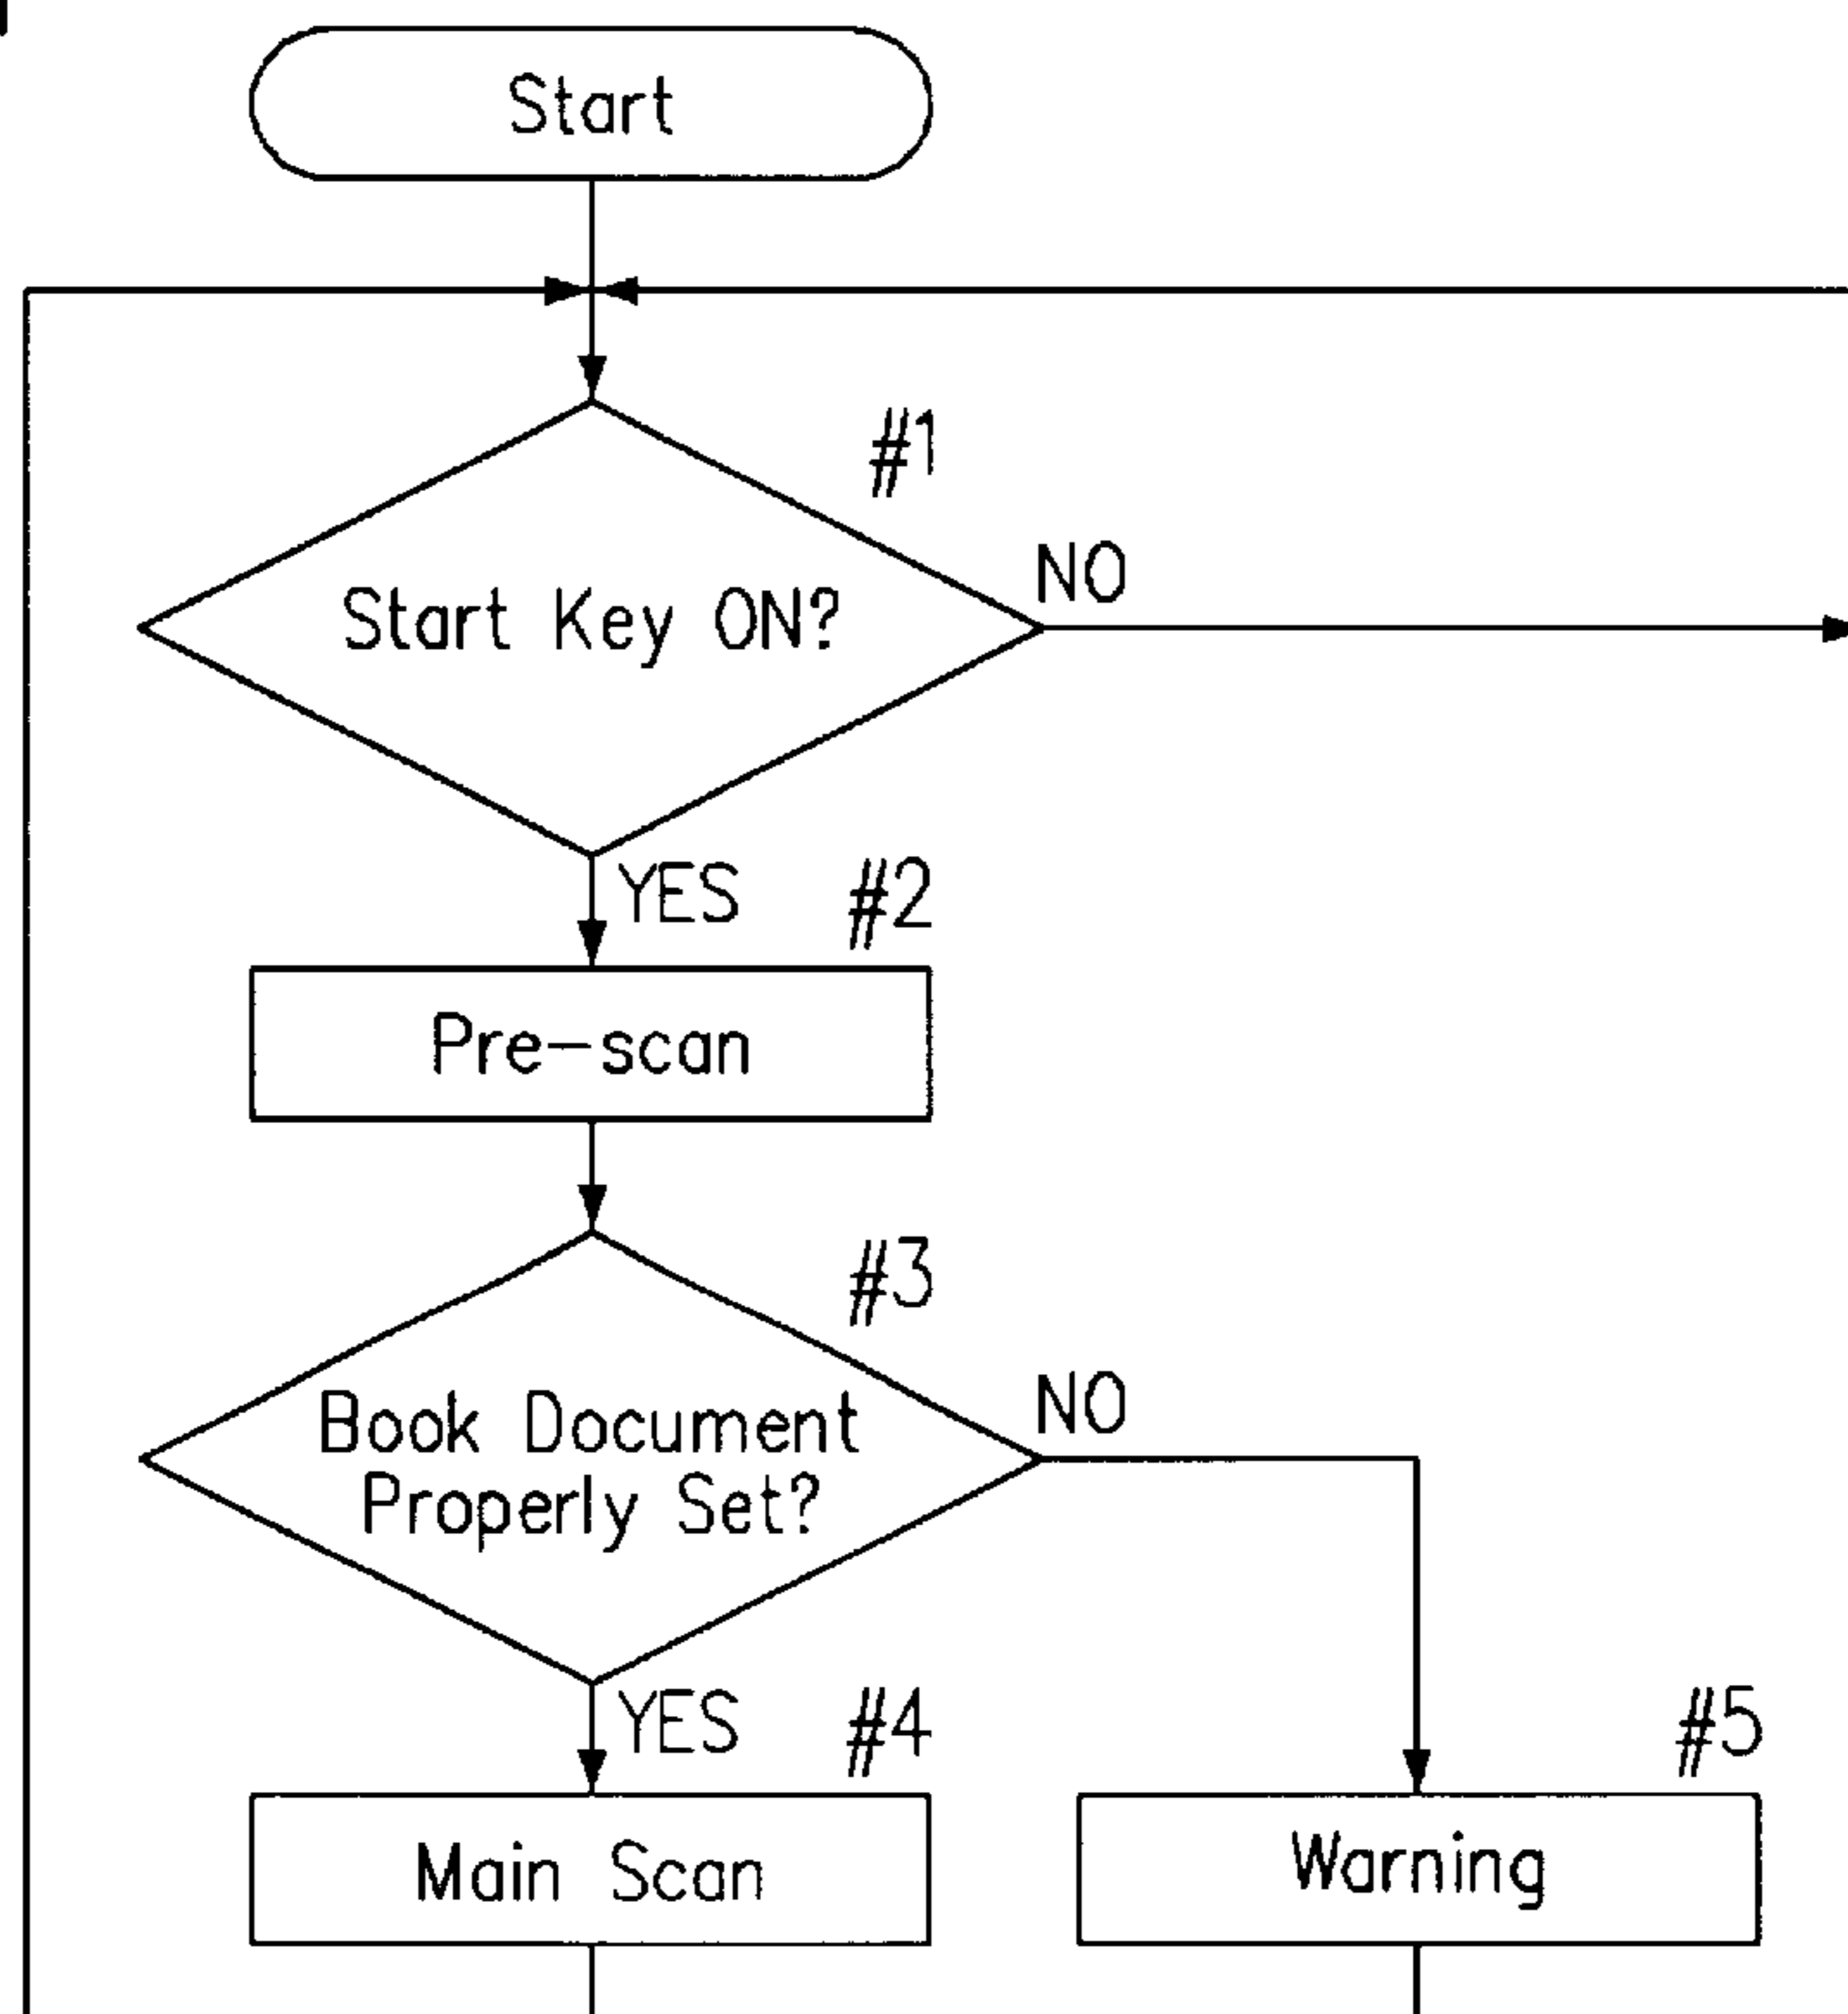 Start
#1
NO
Start Key ON?
YES
#2
Pre-scan
#3
NO
Book Document
Properly Set?
YES
#4
#5
Main Scan
Warning